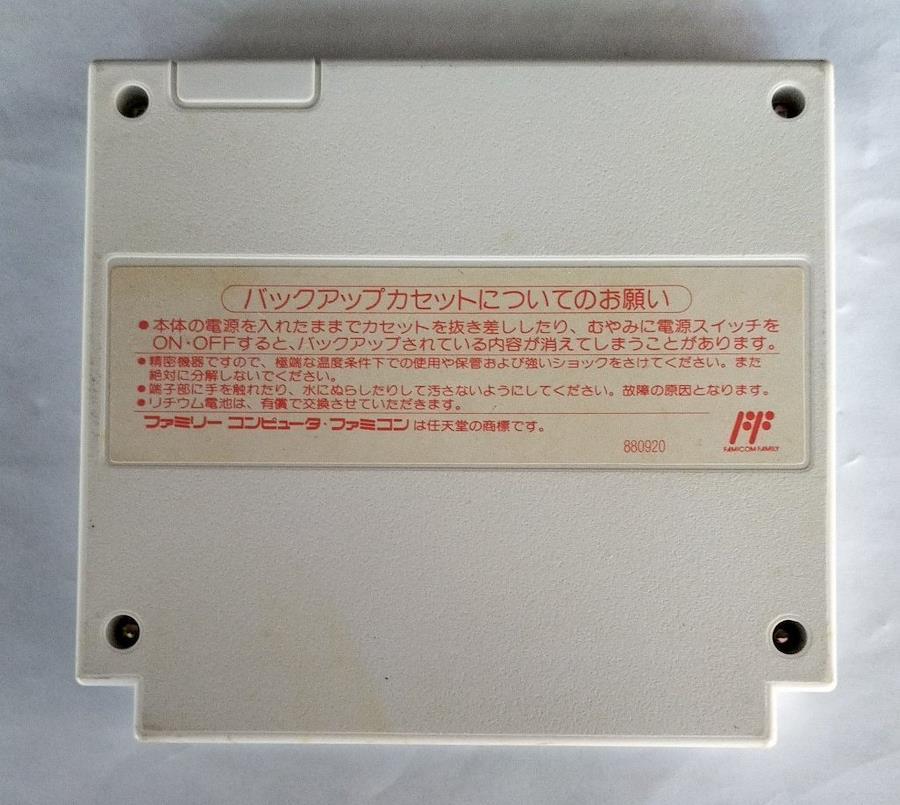 バックアップカセットについてのお願い
●本体の電源を入れたままでカセットを抜き差ししたり、むやみに電源スイッチを
ON・OFFすると、バックアップされている内容が消えてしまうことがあります。
●精密機器ですので、極端な温度条件下での使用や保管および強いショックをさけてください。また
絶対に分解しないでください。
●端子部に手を触れたり、水にぬらしたりして汚さないようにしてください。故障の原因となります。
●リチウム電池は、有償で交換させていただきます。
ファミリー コンピュータ・ファミコン は任天堂の商標です。
880920
FAMICOM FAMILY